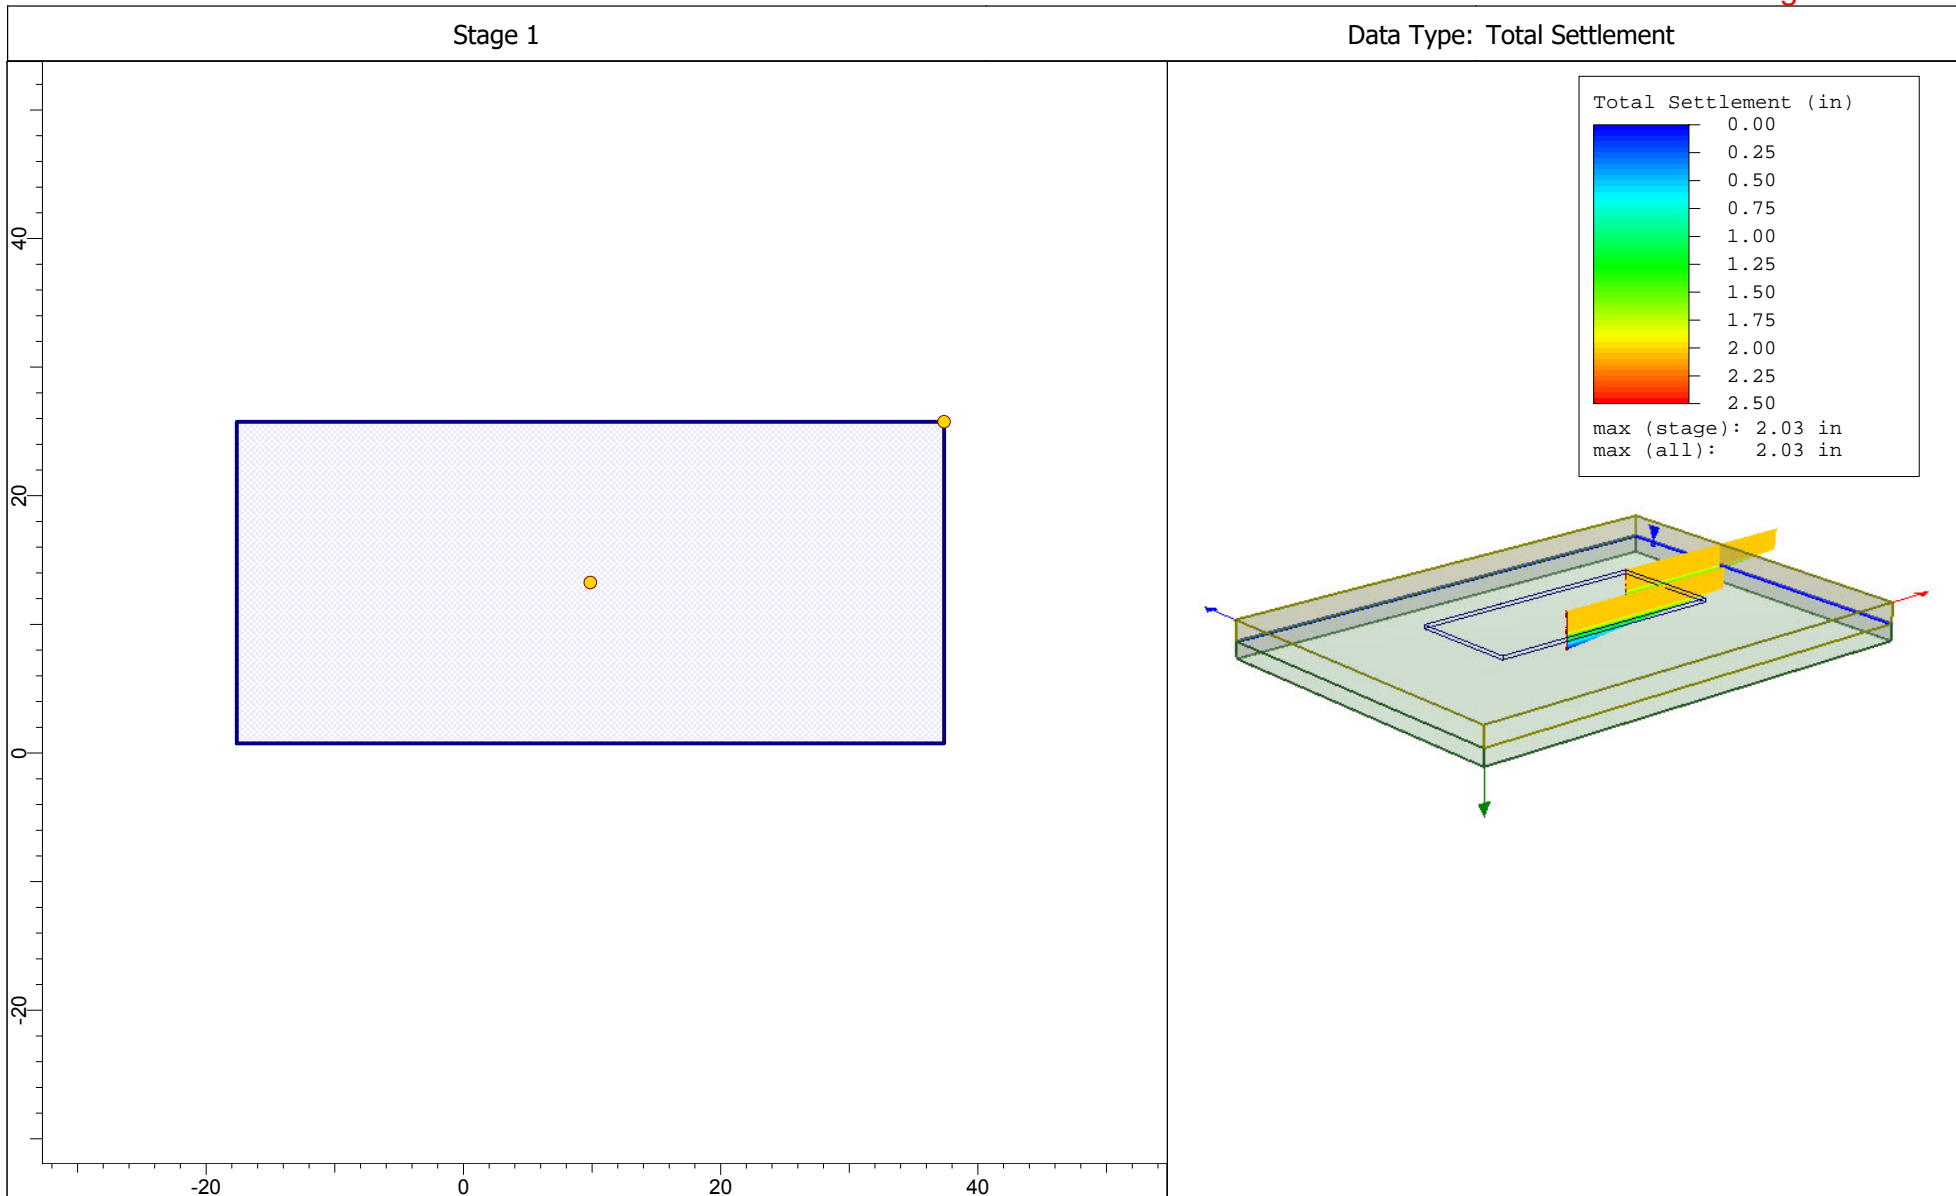 Stage 1
Data Type: Total Settlement
Total Settlement (in)
0.00
0.25
0.50
0.75
1.00
1.25
1.50
1.75
2.00
2.25
2.50
max (stage): 2.03 in
max (all): 2.03 in
40
20
0
-20
-20 0 20 40